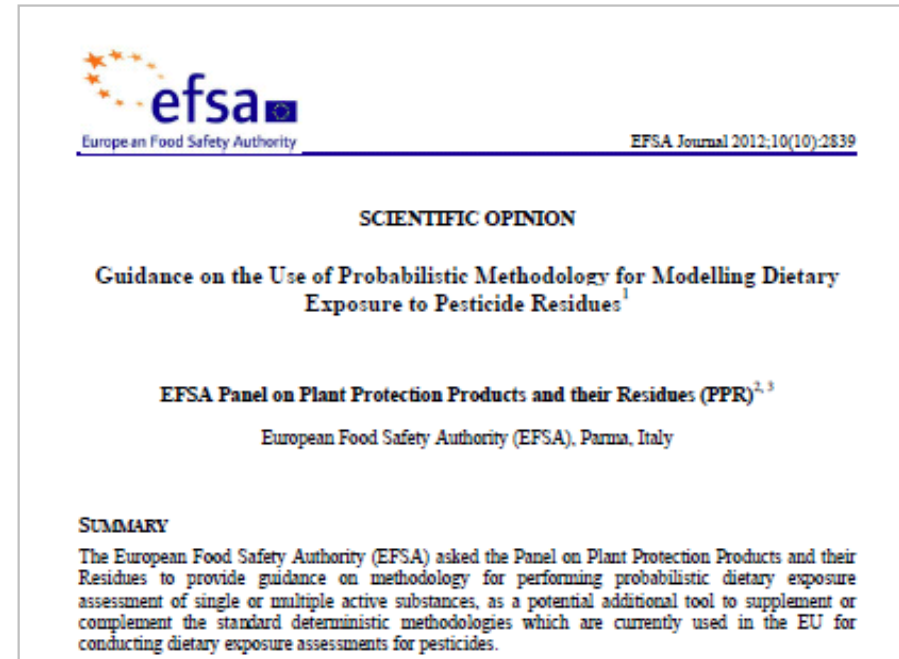 efsa
European Food Safety Authority
EFSA Journal 2012;10(10):2839
SCIENTIFIC OPINION
Guidance on the Use of Probabilistic Methodology for Modelling Dietary
Exposure to Pesticide Residues1
EFSA Panel on Plant Protection Products and their Residues (PPR)2, 3
European Food Safety Authority (EFSA), Parma, Italy
SUMMARY
The European Food Safety Authority (EFSA) asked the Panel on Plant Protection Products and their
Residues to provide guidance on methodology for performing probabilistic dietary exposure
assessment of single or multiple active substances, as a potential additional tool to supplement or
complement the standard deterministic methodologies which are currently used in the EU for
conducting dietary exposure assessments for pesticides.